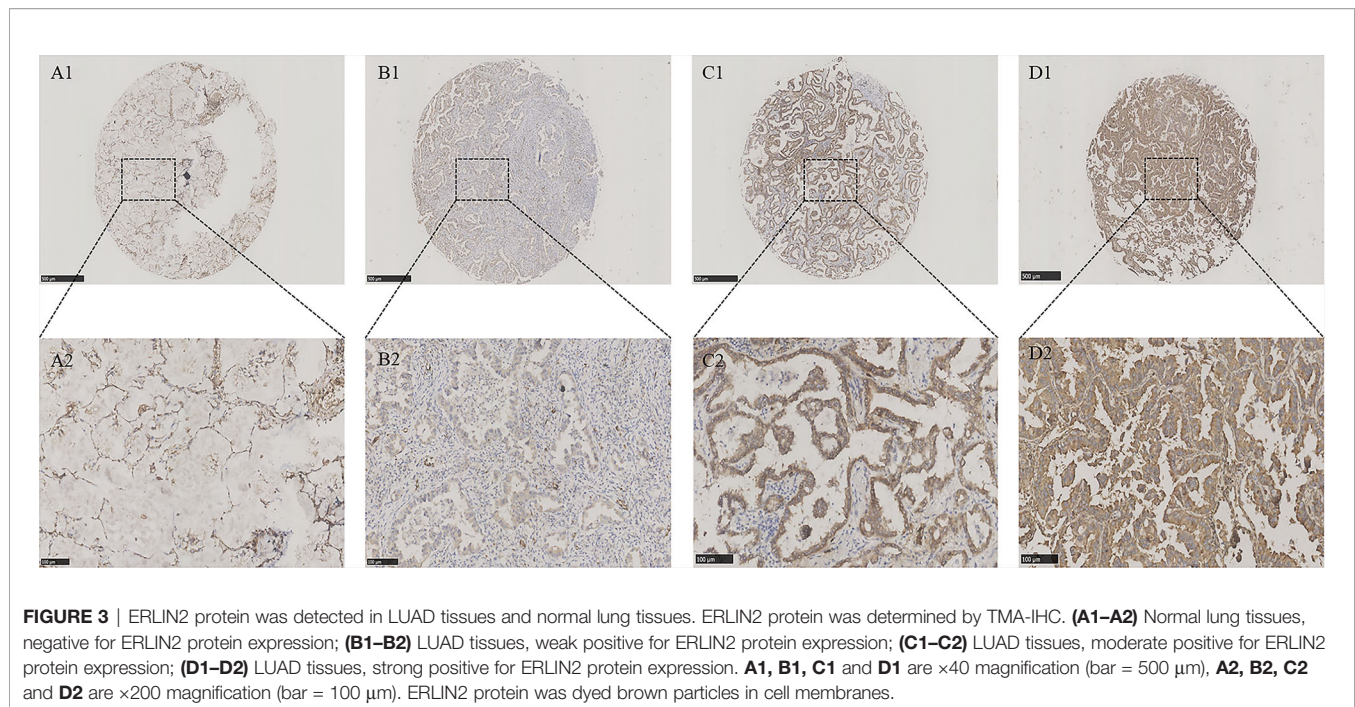 A1 B1 C1 D1
500 µm 500 µm 500 µm 500 µm
A2 B2 C2 D2
100 µm 100 µm 100 µm 100 µm
FIGURE 3 | ERLIN2 protein was detected in LUAD tissues and normal lung tissues. ERLIN2 protein was determined by TMA-IHC. (A1–A2) Normal lung tissues,
negative for ERLIN2 protein expression; (B1–B2) LUAD tissues, weak positive for ERLIN2 protein expression; (C1–C2) LUAD tissues, moderate positive for ERLIN2
protein expression; (D1–D2) LUAD tissues, strong positive for ERLIN2 protein expression. A1, B1, C1 and D1 are ×40 magnification (bar = 500 µm), A2, B2, C2
and D2 are ×200 magnification (bar = 100 µm). ERLIN2 protein was dyed brown particles in cell membranes.